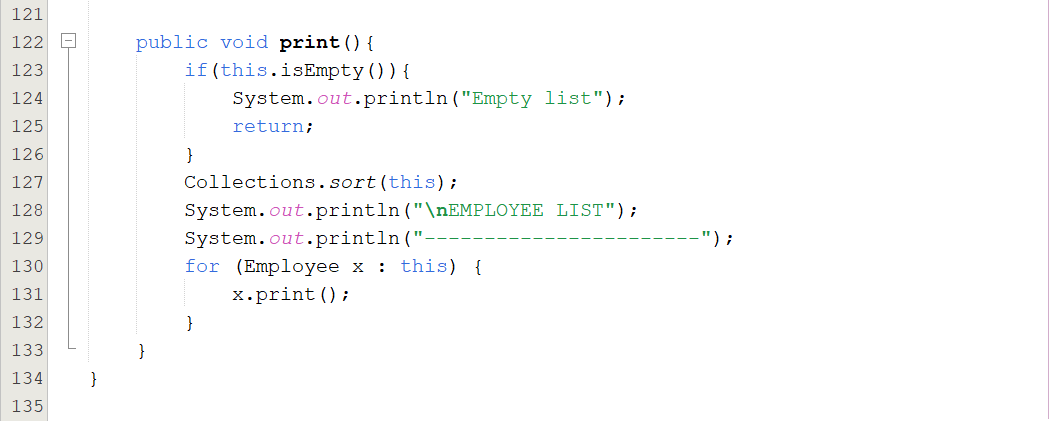 121
122 public void print(){
123 if(this.isEmpty()){
124 System.out.println("Empty list");
125 return;
126 }
127 Collections.sort(this);
128 System.out.println("\nEMPLOYEE LIST");
129 System.out.println("-----------------------");
130 for (Employee x : this) {
131 x.print();
132 }
133 }
134 }
135